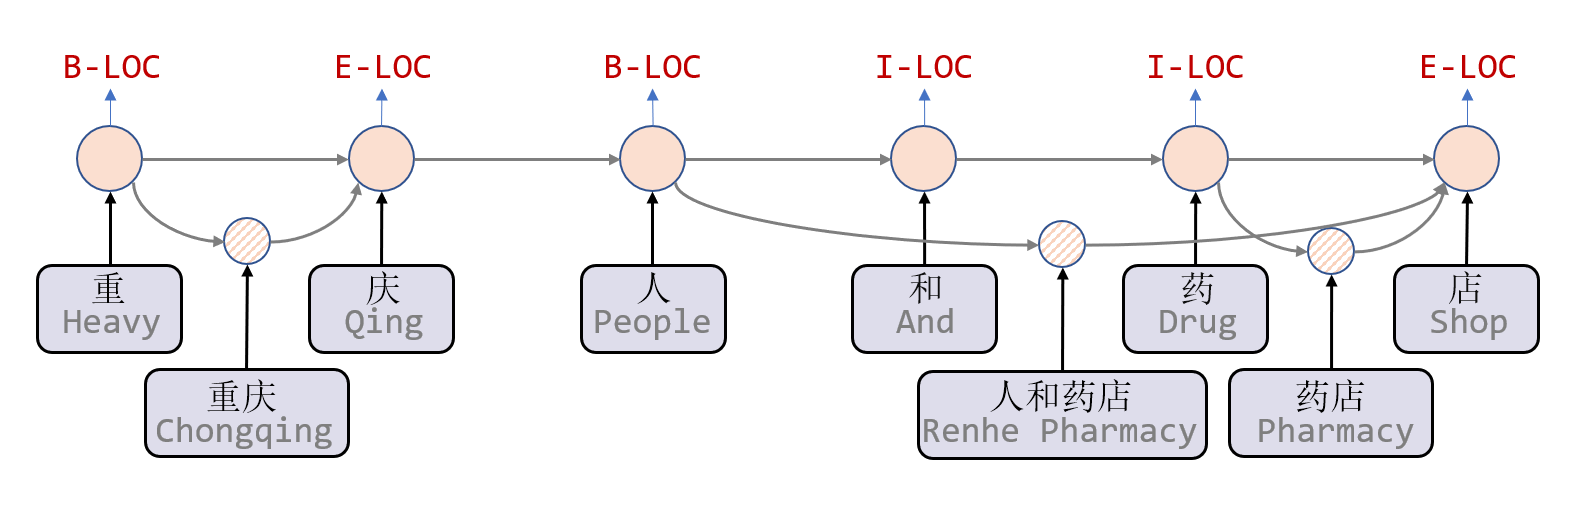 B-LOC
E-LOC
B-LOC
I-LOC
I-LOC
E-LOC
重
Heavy
庆
Qing
人
People
和
And
药
Drug
店
Shop
重庆
Chongqing
人和药店
Renhe Pharmacy
药店
Pharmacy